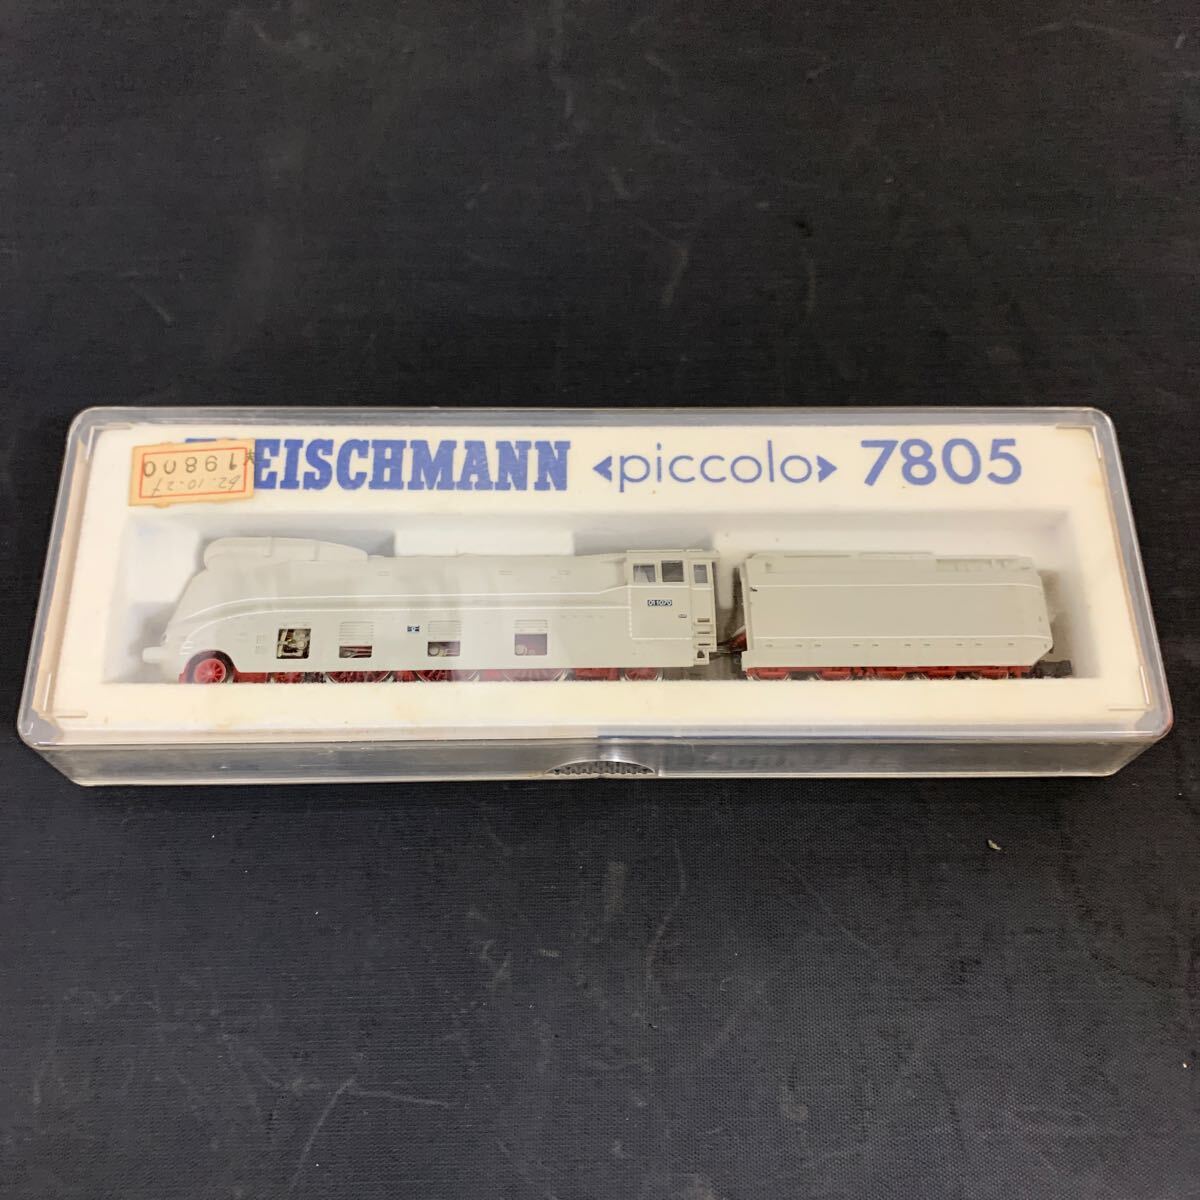 EISCHMANN ‹piccolo› 7805
¥19800
62.10.27
01 1070